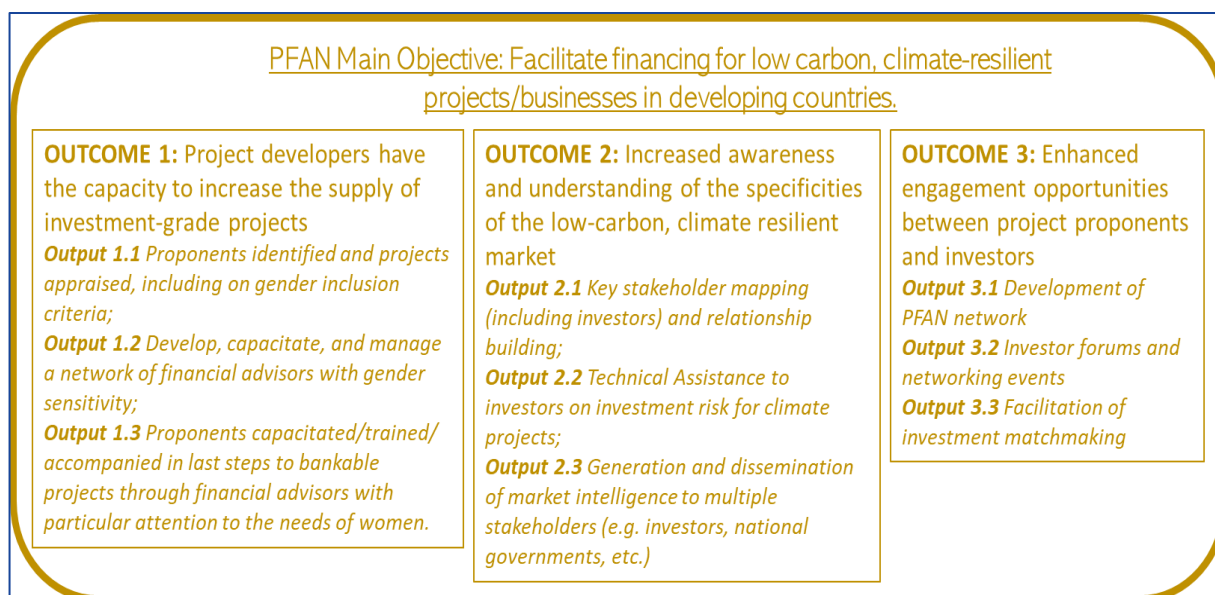 PFAN Main Objective: Facilitate financing for low carbon, climate-resilient
projects/businesses in developing countries.
OUTCOME 1: Project developers have
the capacity to increase the supply of
investment-grade projects
Output 1.1 Proponents identified and projects
appraised, including on gender inclusion
criteria;
Output 1.2 Develop, capacitate, and manage
a network of financial advisors with gender
sensitivity;
Output 1.3 Proponents capacitated/trained/
accompanied in last steps to bankable
projects through financial advisors with
particular attention to the needs of women.
OUTCOME 2: Increased awareness
and understanding of the specificities
of the low-carbon, climate resilient
market
Output 2.1 Key stakeholder mapping
(including investors) and relationship
building;
Output 2.2 Technical Assistance to
investors on investment risk for climate
projects;
Output 2.3 Generation and dissemination
of market intelligence to multiple
stakeholders (e.g. investors, national
governments, etc.)
OUTCOME 3: Enhanced
engagement opportunities
between project proponents
and investors
Output 3.1 Development of
PFAN network
Output 3.2 Investor forums and
networking events
Output 3.3 Facilitation of
investment matchmaking